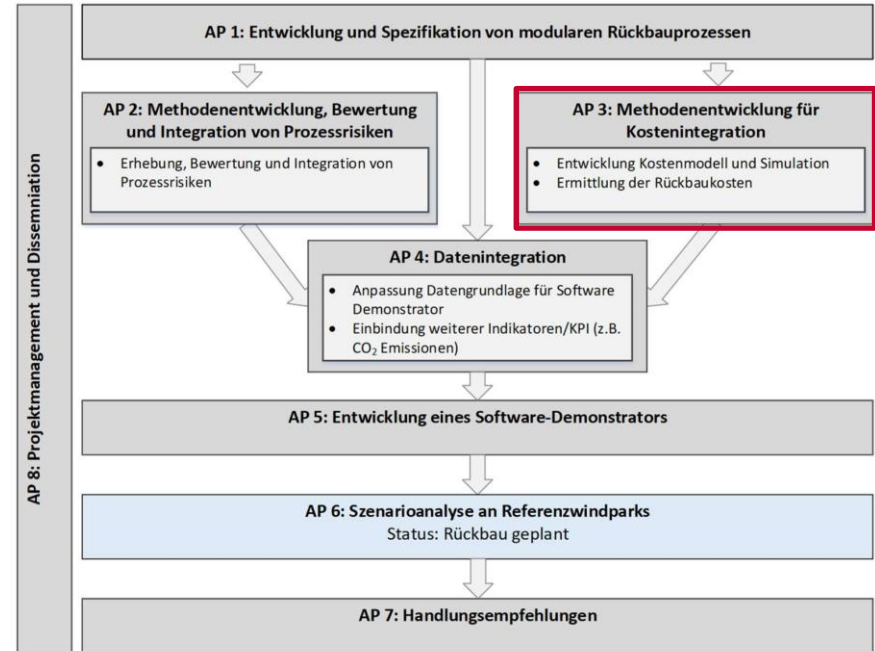 AP 1: Entwicklung und Spezifikation von modularen Rückbauprozessen
AP 2: Methodenentwicklung, Bewertung
und Integration von Prozessrisiken
• Erhebung, Bewertung und Integration von
Prozessrisiken
AP 3: Methodenentwicklung für
Kostenintegration
• Entwicklung Kostenmodell und Simulation
• Ermittlung der Rückbaukosten
AP 4: Datenintegration
• Anpassung Datengrundlage für Software
Demonstrator
• Einbindung weiterer Indikatoren/KPI (z.B.
CO₂ Emissionen)
AP 5: Entwicklung eines Software-Demonstrators
AP 6: Szenarioanalyse an Referenzwindparks
Status: Rückbau geplant
AP 7: Handlungsempfehlungen
AP 8: Projektmanagement und Dissemniation